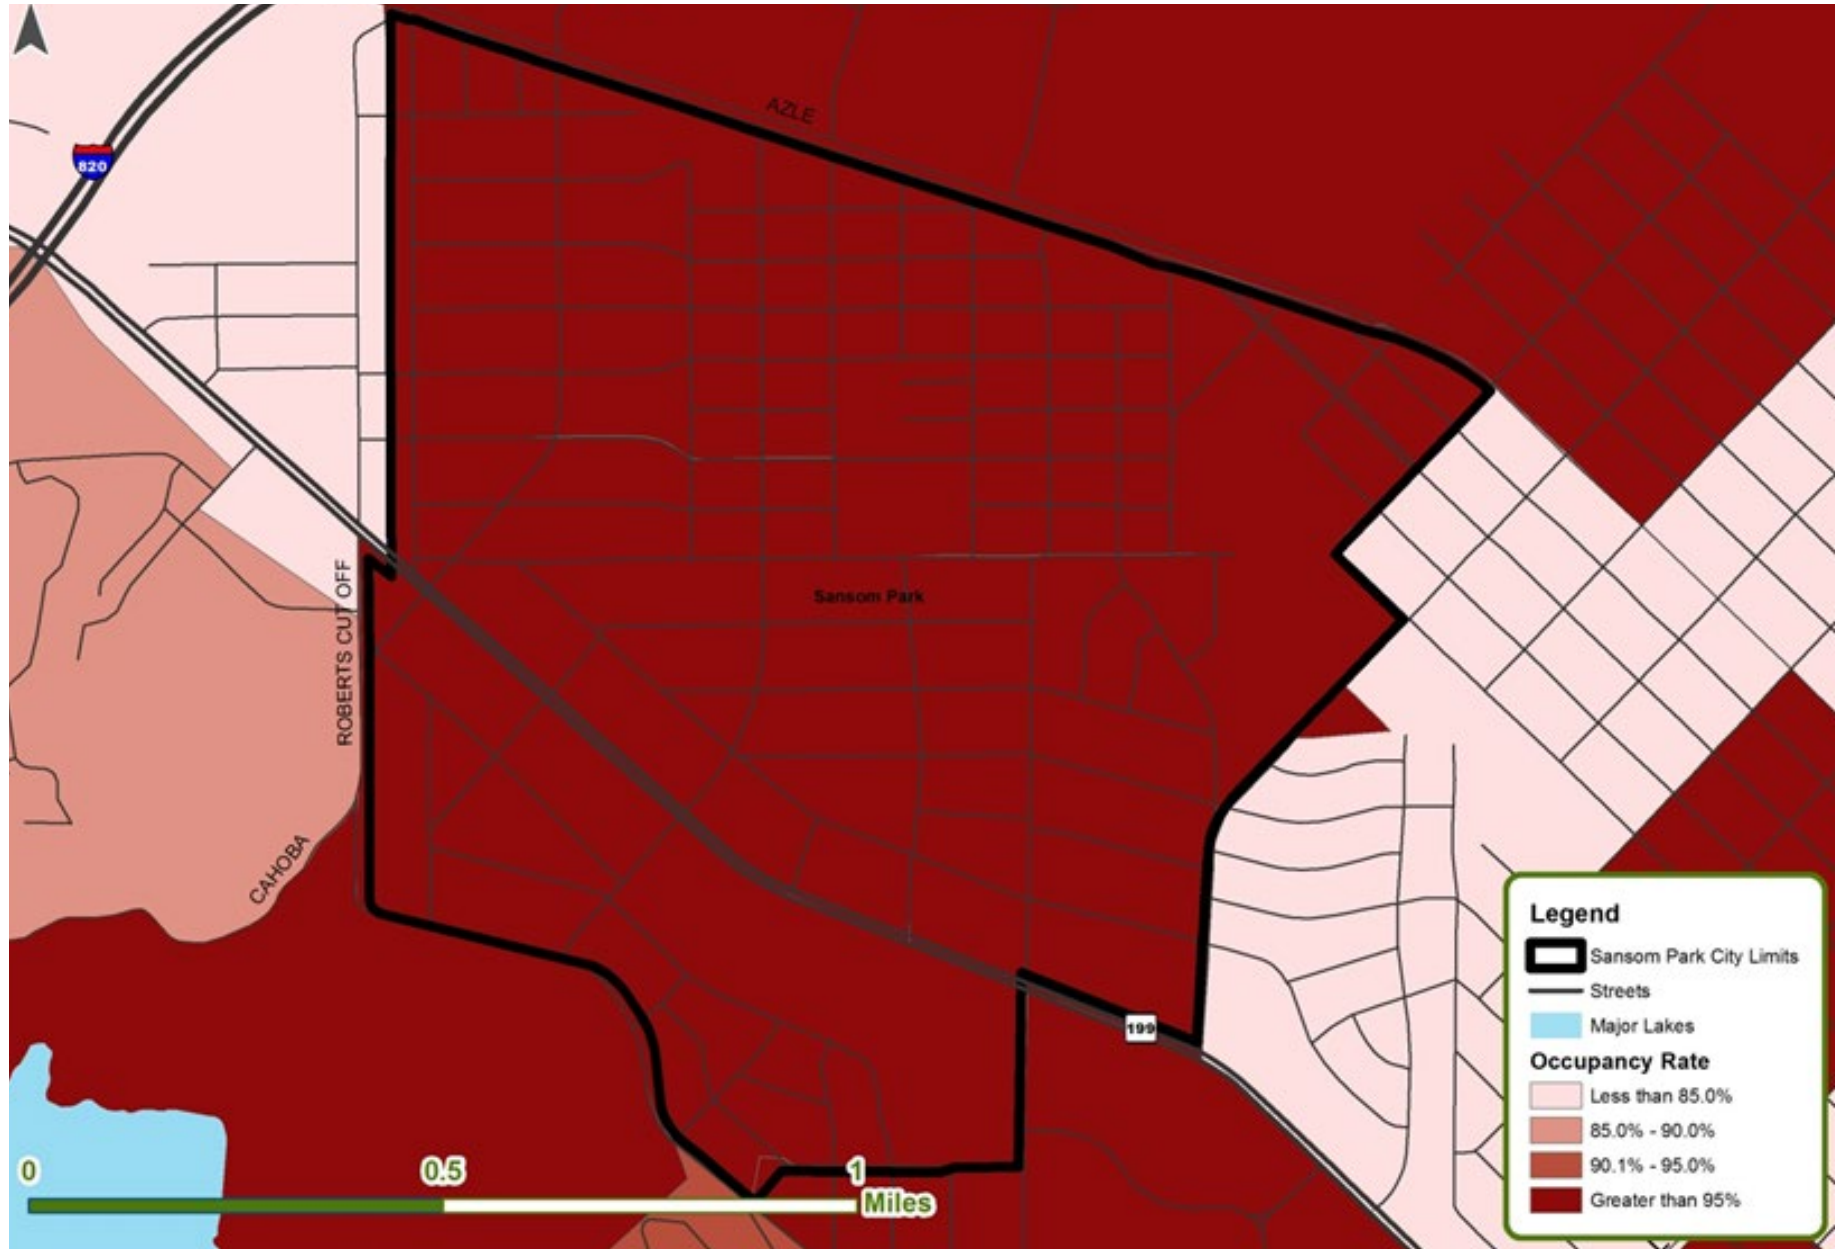 AZLE
820
Sansom Park
ROBERTS CUT OFF
CAHOBA
199
Legend
Sansom Park City Limits
Streets
Major Lakes
Occupancy Rate
Less than 85.0%
85.0% - 90.0%
90.1% - 95.0%
Greater than 95%
0 0.5 1
Miles